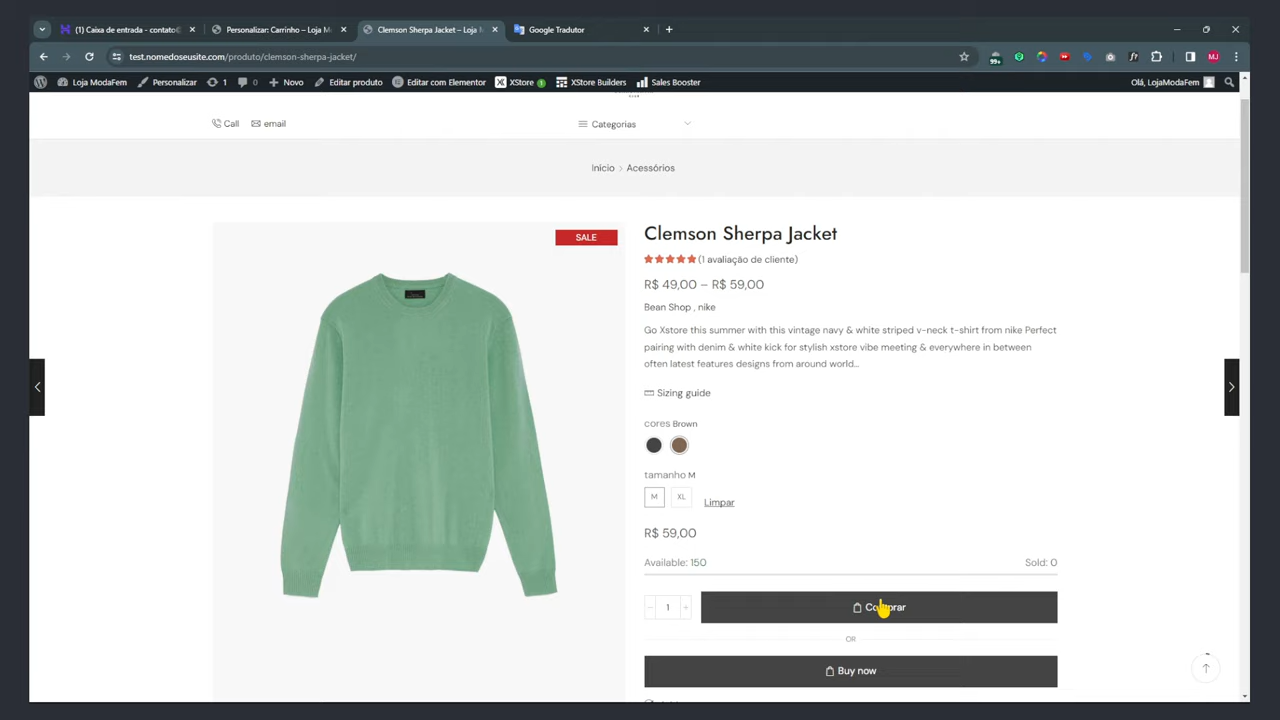 (1) Caixa de entrada - contato@
Personalizar: Carrinho – Loja M
Clemson Sherpa Jacket – Loja M
Google Tradutor
test.nomedoseusite.com/produto/clemson-sherpa-jacket/
99+
f?
MJ
Loja ModaFem
Personalizar
1
0
Novo
Editar produto
Editar com Elementor
XStore 1
XStore Builders
Sales Booster
Olá, LojaModaFem
Call
email
Categorias
Início > Acessórios
SALE
Clemson Sherpa Jacket
(1 avaliação de cliente)
R$ 49,00 – R$ 59,00
Bean Shop , nike
Go Xstore this summer with this vintage navy & white striped v-neck t-shirt from nike Perfect
pairing with denim & white kick for stylish xstore vibe meeting & everywhere in between
often latest features designs from around world...
Sizing guide
cores Brown
tamanho M
M
XL
Limpar
R$ 59,00
Available: 150
Sold: 0
− 1 +
Comprar
OR
Buy now